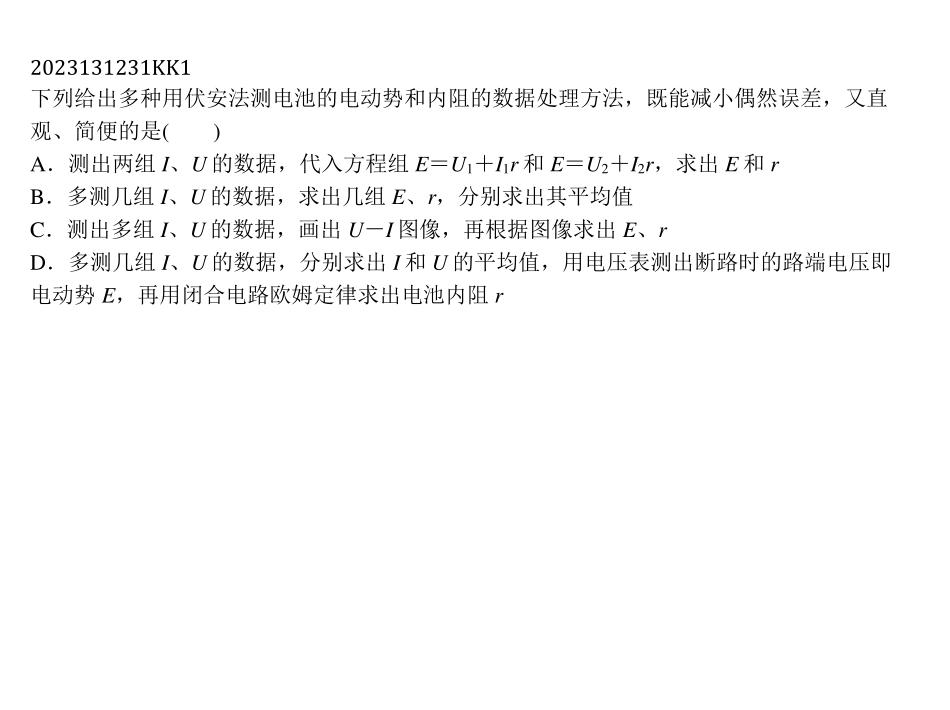 2023131231KK1
下列给出多种用伏安法测电池的电动势和内阻的数据处理方法，既能减小偶然误差，又直
观、简便的是(　　)
A．测出两组 I、U 的数据，代入方程组 E＝U₁＋I₁r 和 E＝U₂＋I₂r，求出 E 和 r
B．多测几组 I、U 的数据，求出几组 E、r，分别求出其平均值
C．测出多组 I、U 的数据，画出 U－I 图像，再根据图像求出 E、r
D．多测几组 I、U 的数据，分别求出 I 和 U 的平均值，用电压表测出断路时的路端电压即
电动势 E，再用闭合电路欧姆定律求出电池内阻 r